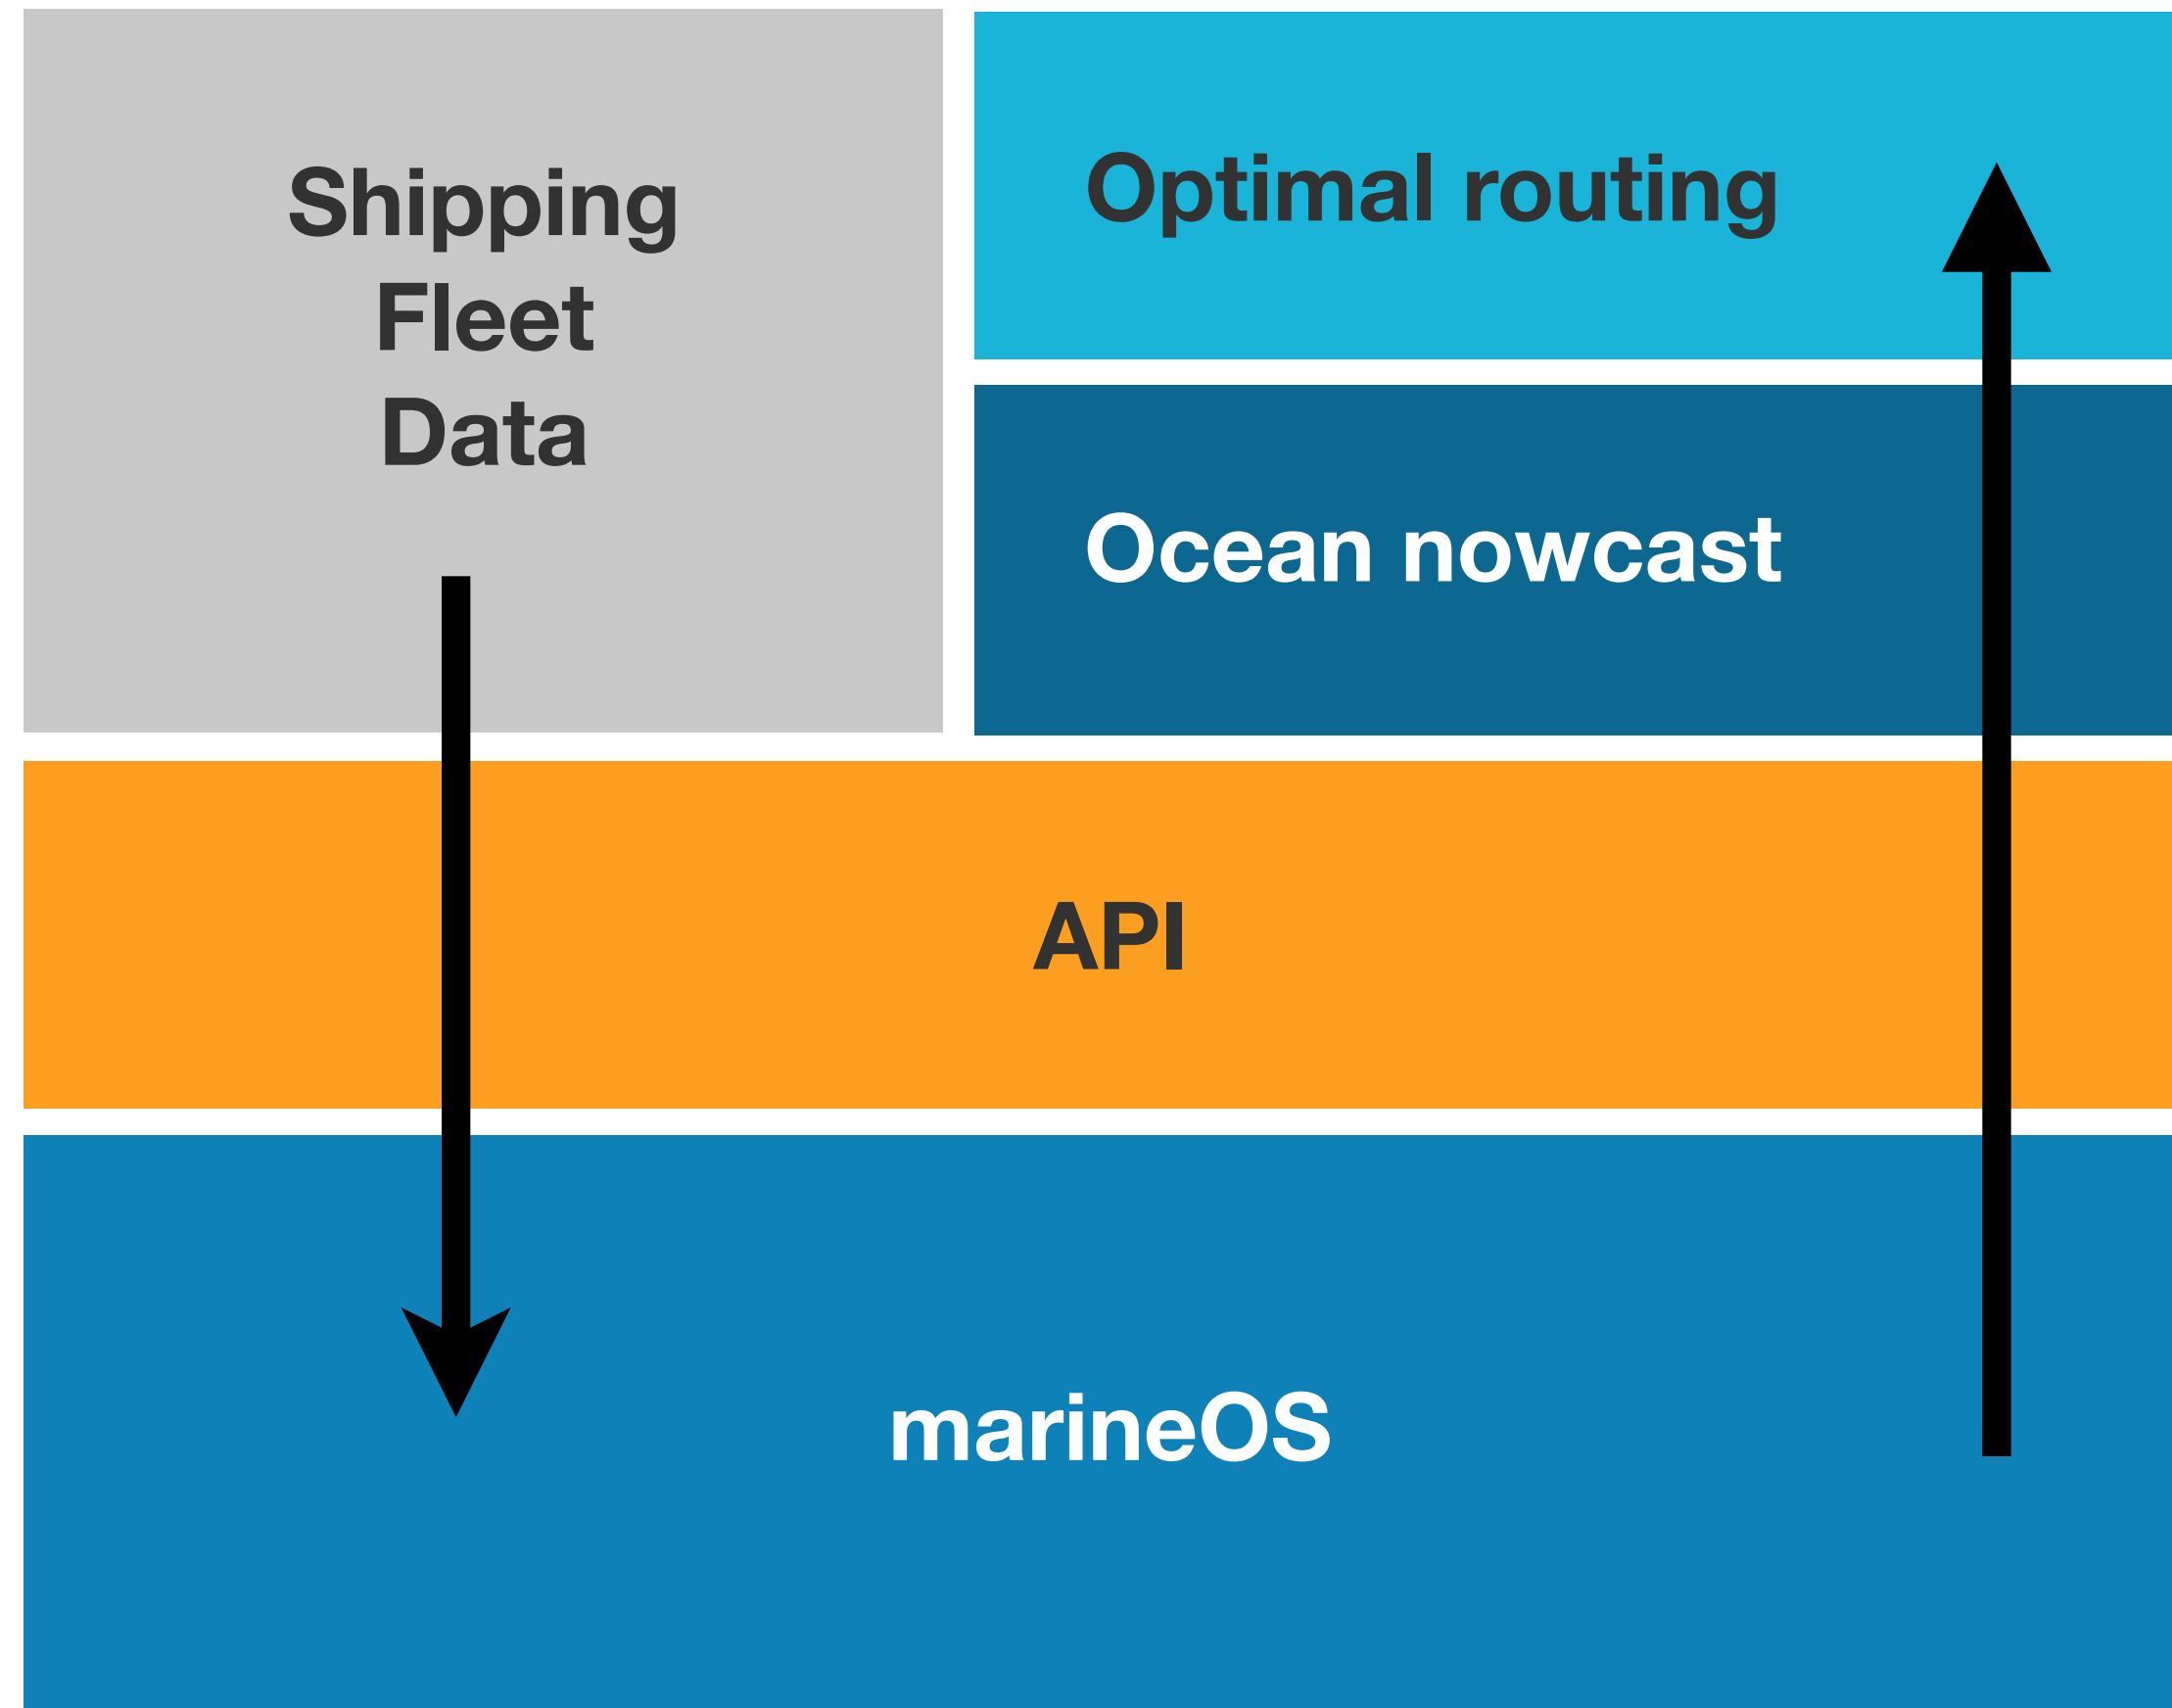 Shipping
Fleet
Data
Optimal routing
Ocean nowcast
API
marineOS